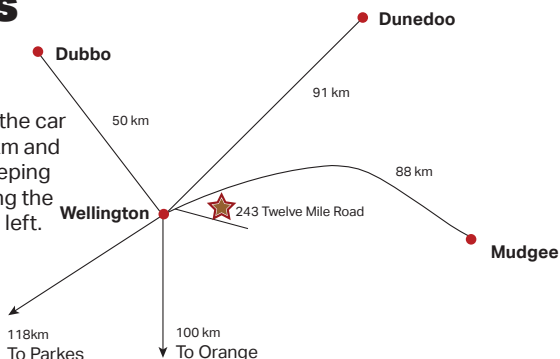 s
Dunedoo
Dubbo
91 km
the car
50 km
m and
eping
88 km
ng the
left.
Wellington
243 Twelve Mile Road
Mudgee
118km
To Parkes
100 km
To Orange